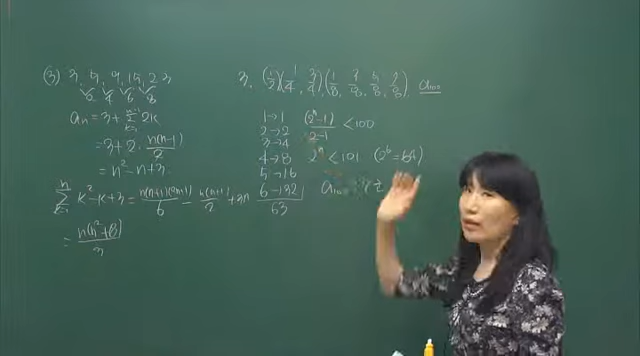 (3) 3, 5, 9, 15, 23
2 4 6 8
aₙ = 3 + Σ 2k
= 3 + 2 · n(n-1)/2
= n² - n + 3
Σ k² - k + 3 = n(n+1)(2n+1)/6 - n(n+1)/2 + 3n
= n(n²+8)/3
3, (1/2)(1/4, 3/4)(1/8, 3/8, 5/8, 7/8), a₁₀₀
1 → 1
2 → 2
3 → 4
4 → 8
5 → 16
6 → 32
63
(2ⁿ-1)/2-1 < 100
2ⁿ < 101 (2⁶ = 64)